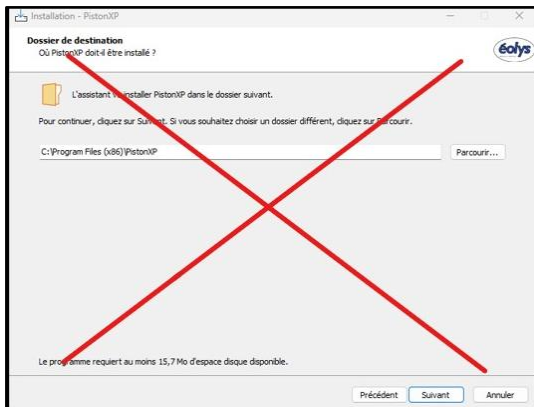 Installation - PistonXP
Dossier de destination
Où PistonXP doit-il être installé ?
éolys
L'assistant va installer PistonXP dans le dossier suivant.
Pour continuer, cliquez sur Suivant. Si vous souhaitez choisir un dossier différent, cliquez sur Parcourir.
C:\Program Files (x86)\PistonXP
Parcourir...
Le programme requiert au moins 15,7 Mo d'espace disque disponible.
Précédent
Suivant
Annuler